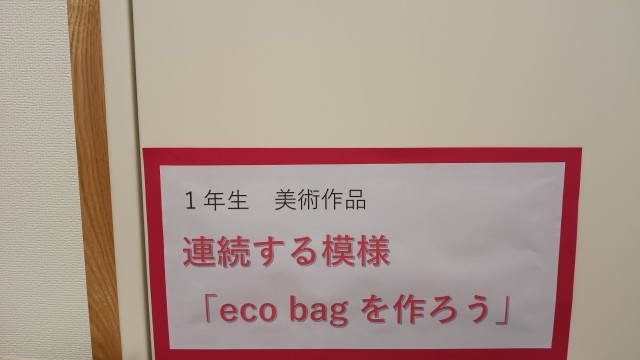 1年生　美術作品
連続する模様
「eco bag を作ろう」